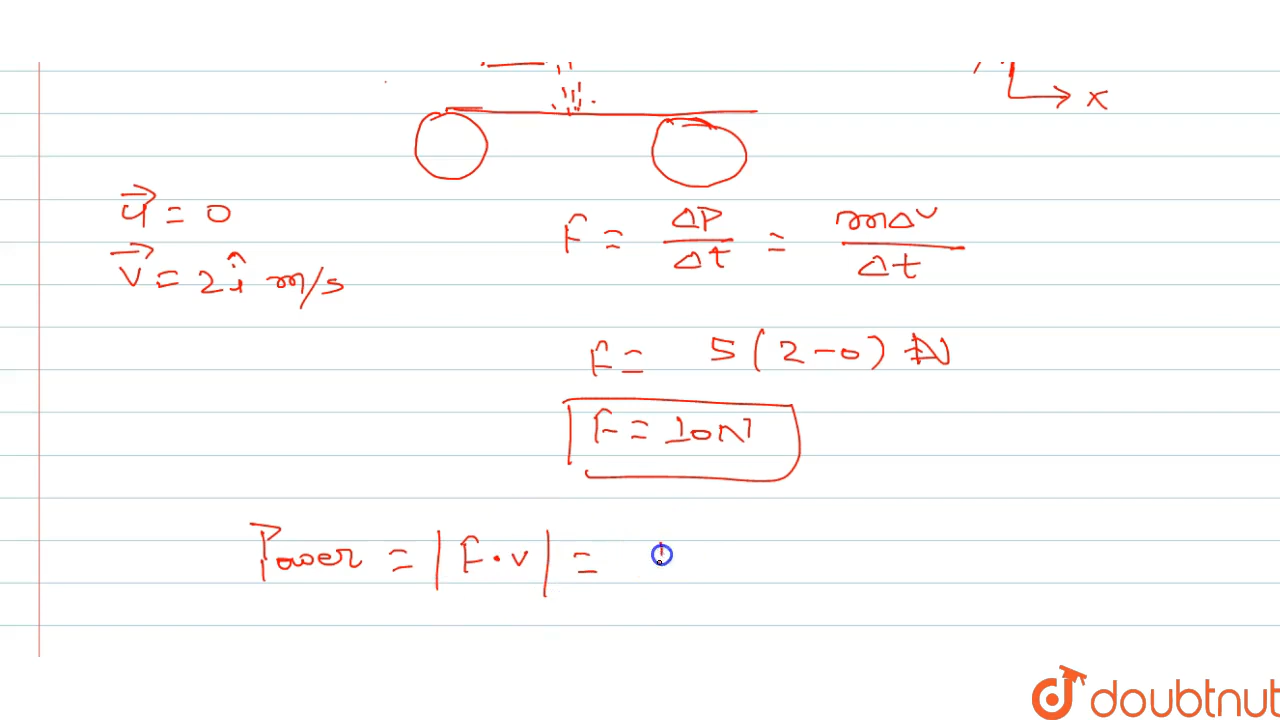 x
u⃗ = 0
v⃗ = 2î m/s
F = ΔP/Δt = mΔv/Δt
F = 5(2-0) N
F = 10N
Power = |F·v| =
doubtnut